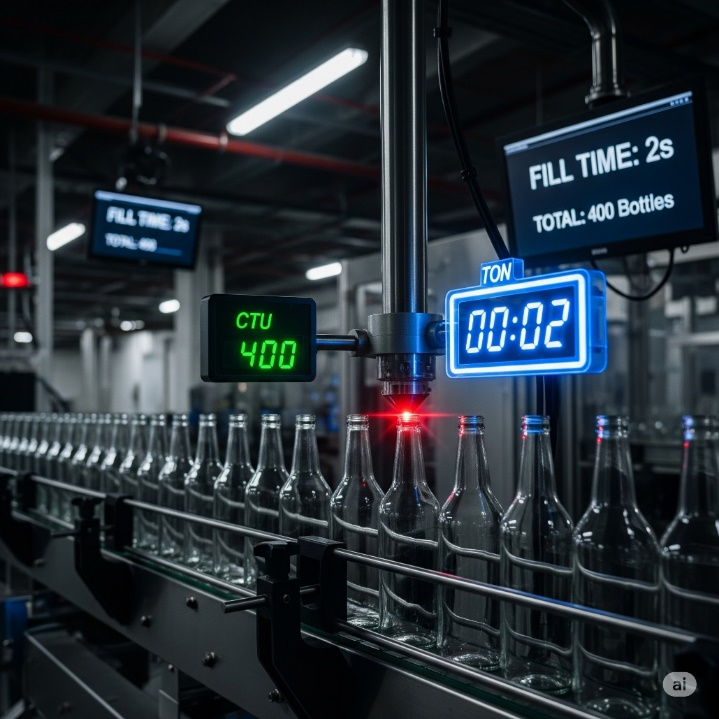 FILL TIME: 2s
TOTAL: 400 Bottles
FILL TIME: 2s
TOTAL: 400
TON
00:02
CTU
400
ai